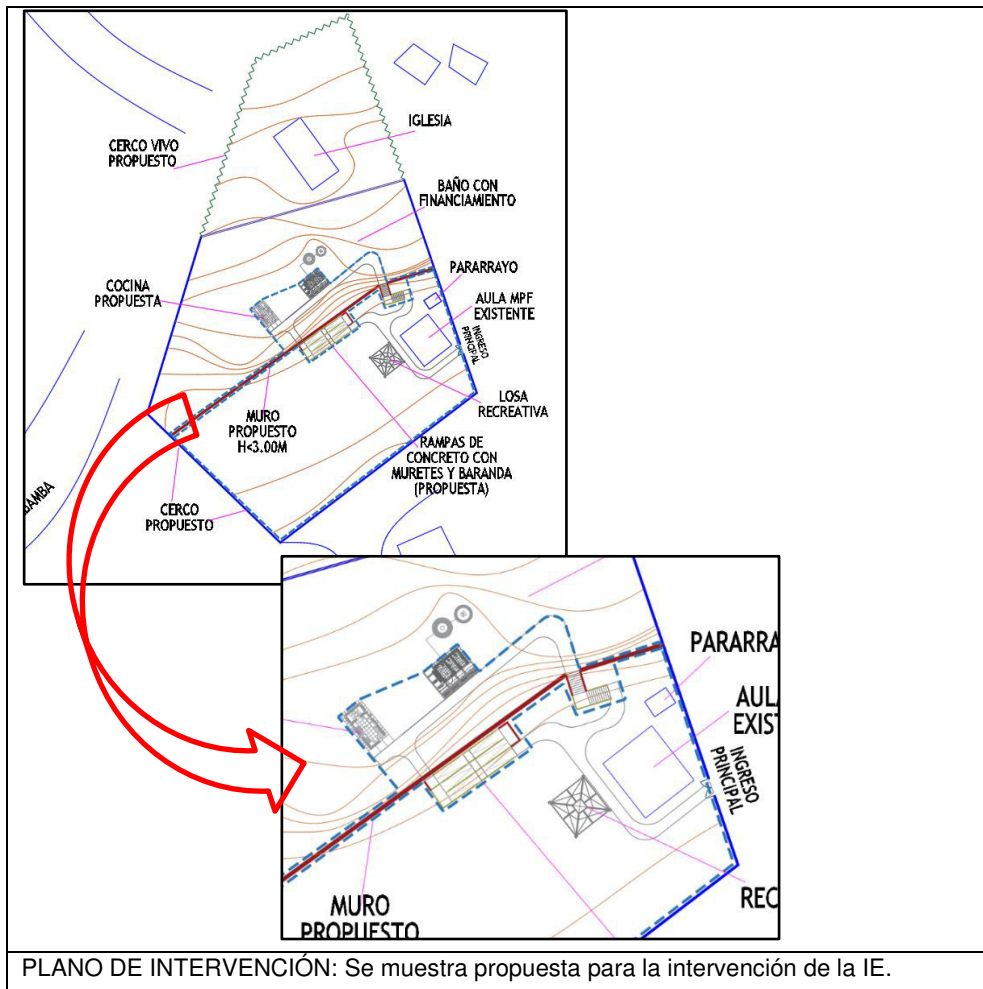 IGLESIA
CERCO VIVO
PROPUESTO
BAÑO CON
FINANCIAMIENTO
PARARRAYO
COCINA
PROPUESTA
AULA MPF
EXISTENTE
INGRESO
PRINCIPAL
LOSA
RECREATIVA
MURO
PROPUESTO
H<3.00M
RAMPAS DE
CONCRETO CON
MURETES Y BARANDA
(PROPUESTA)
CERCO
PROPUESTO
BAMBA
PARARRA
AULA
EXIST
INGRESO
PRINCIPAL
REC
MURO
PROPUESTO
PLANO DE INTERVENCIÓN: Se muestra propuesta para la intervención de la IE.